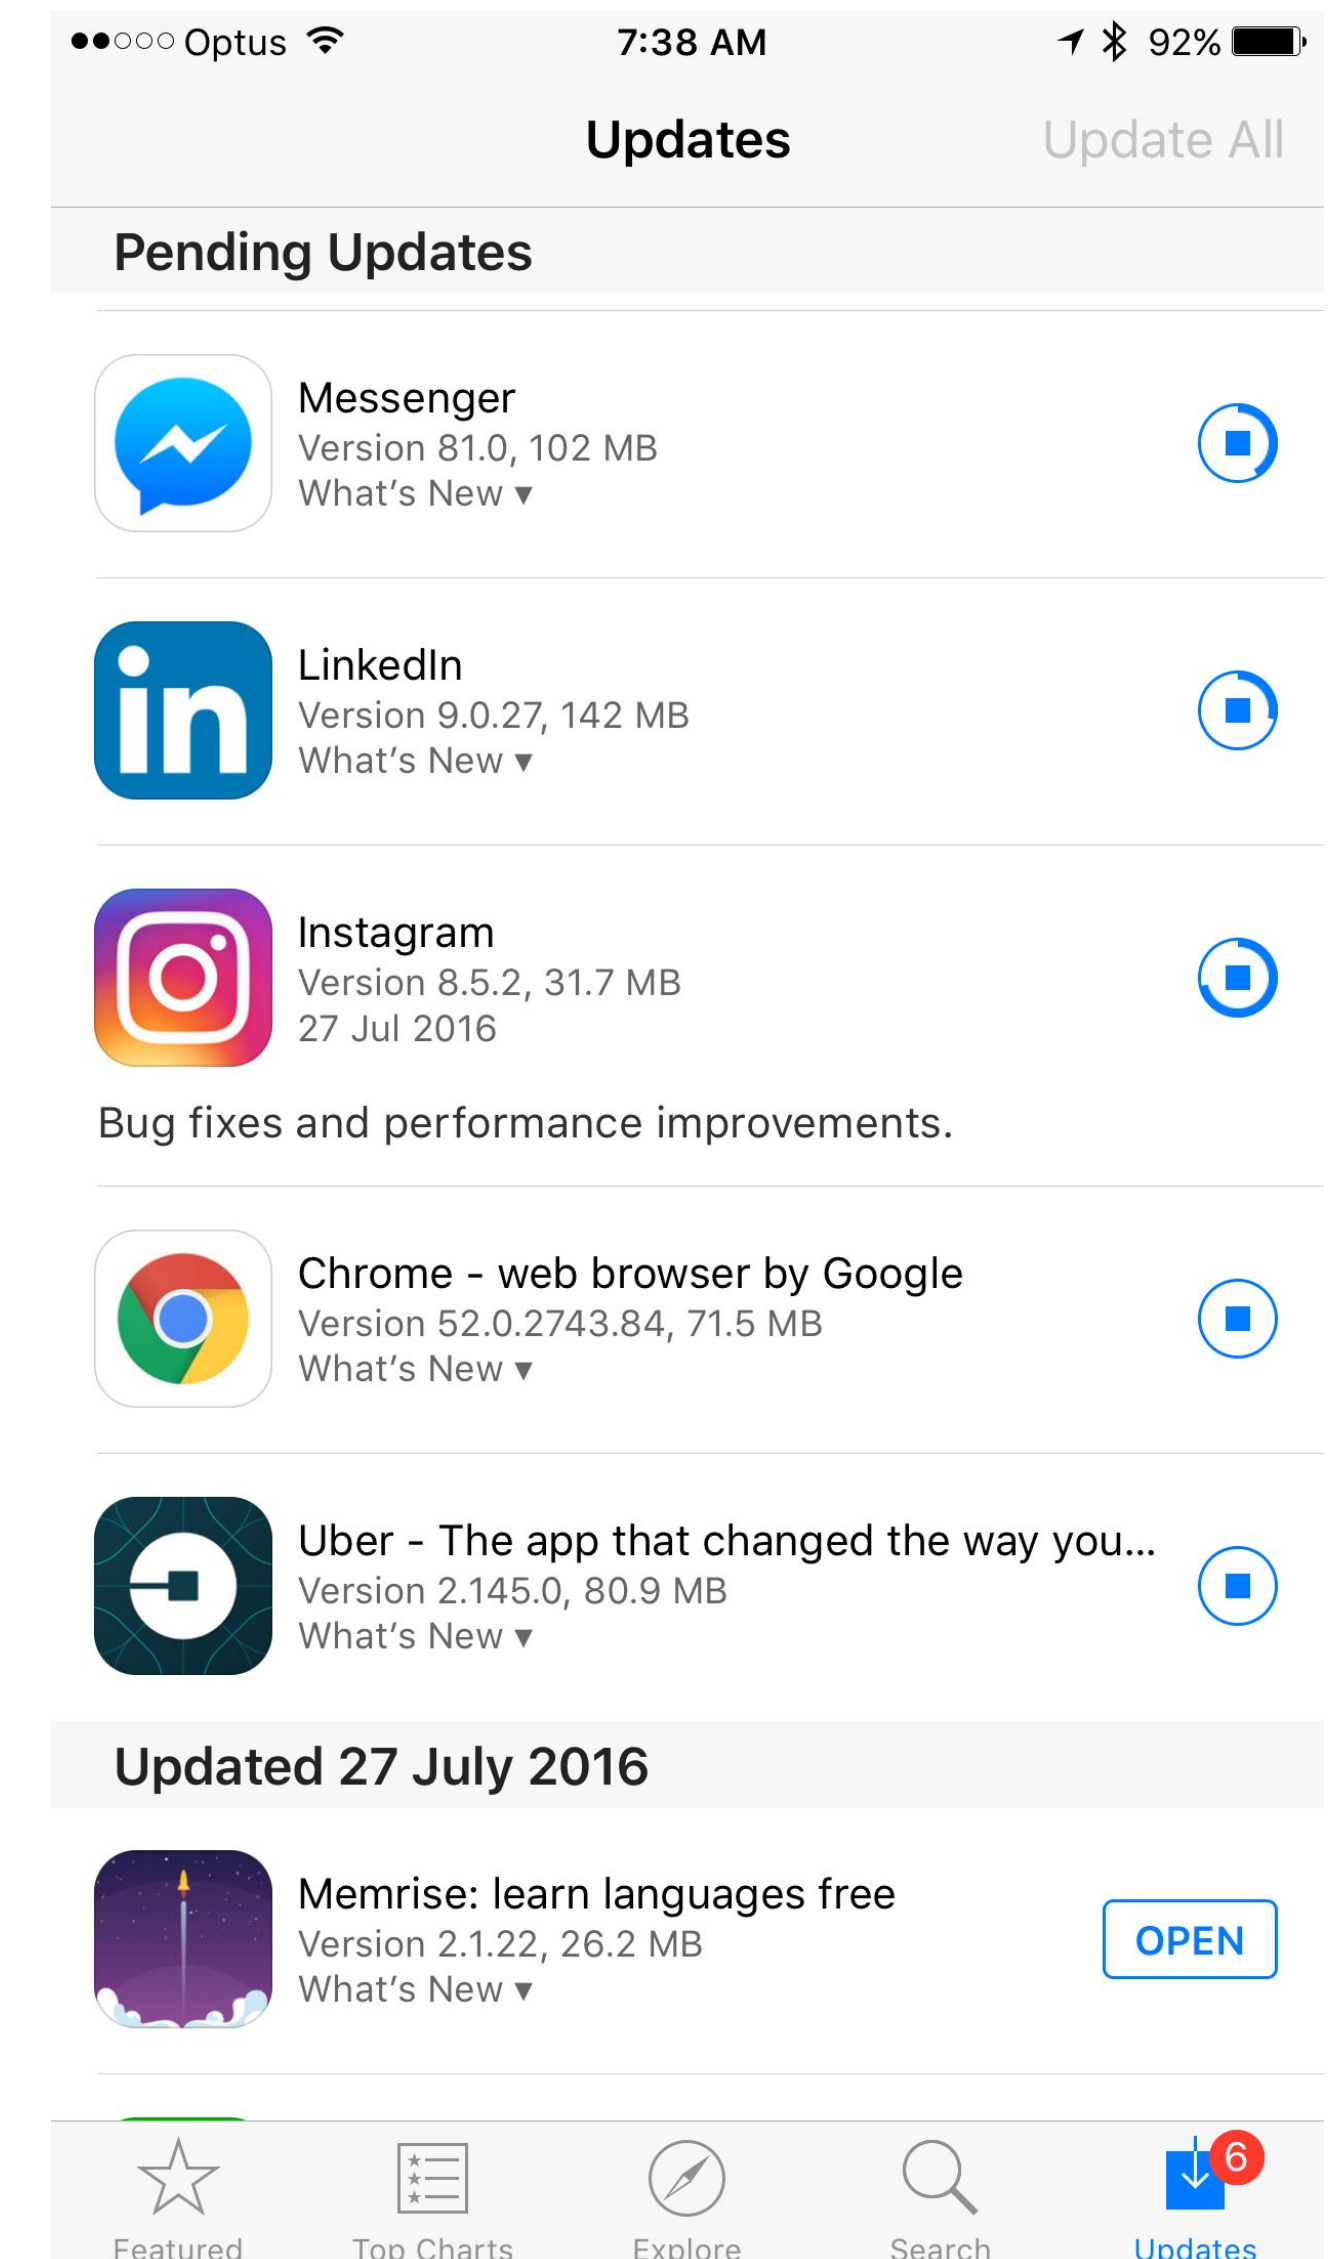 Optus 7:38 AM 92%
Updates Update All
Pending Updates
Messenger
Version 81.0, 102 MB
What's New ▾
in
LinkedIn
Version 9.0.27, 142 MB
What's New ▾
Instagram
Version 8.5.2, 31.7 MB
27 Jul 2016
Bug fixes and performance improvements.
Chrome - web browser by Google
Version 52.0.2743.84, 71.5 MB
What's New ▾
Uber - The app that changed the way you...
Version 2.145.0, 80.9 MB
What's New ▾
Updated 27 July 2016
Memrise: learn languages free
Version 2.1.22, 26.2 MB
What's New ▾
OPEN
6
Featured Top Charts Explore Search Updates